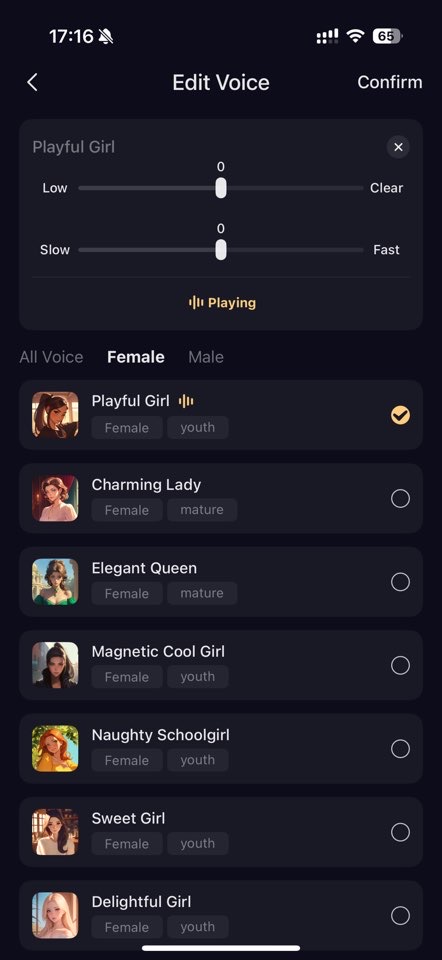 17:16
65
Edit Voice
Confirm
Playful Girl
0
Low
Clear
0
Slow
Fast
Playing
All Voice Female Male
Playful Girl
Female youth
Charming Lady
Female mature
Elegant Queen
Female mature
Magnetic Cool Girl
Female youth
Naughty Schoolgirl
Female youth
Sweet Girl
Female youth
Delightful Girl
Female youth